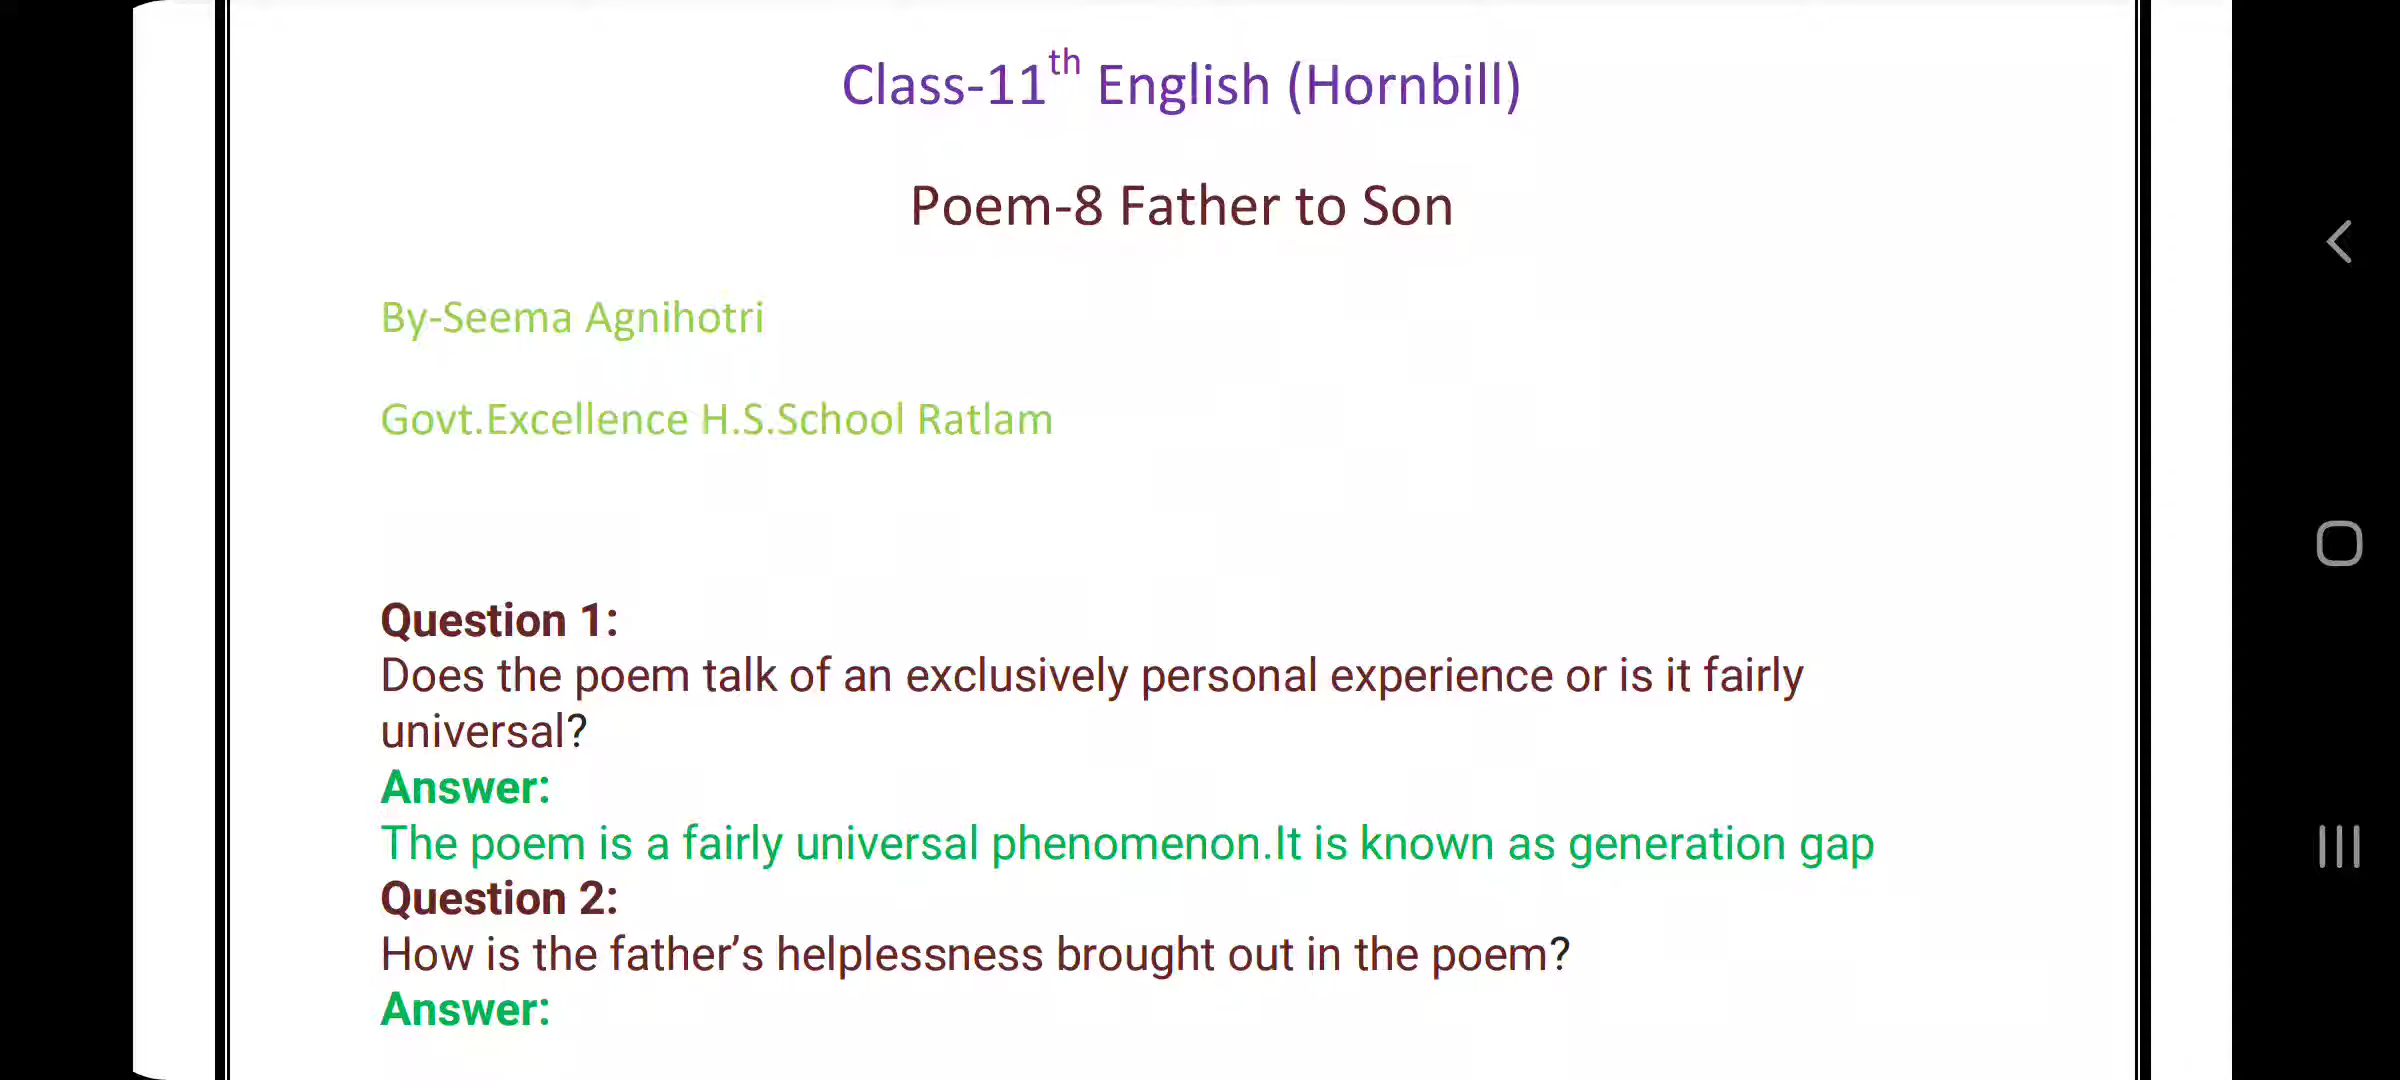 Class-11th English (Hornbill)
Poem-8 Father to Son
By-Seema Agnihotri
Govt.Excellence H.S.School Ratlam
Question 1:
Does the poem talk of an exclusively personal experience or is it fairly
universal?
Answer:
The poem is a fairly universal phenomenon.It is known as generation gap
Question 2:
How is the father’s helplessness brought out in the poem?
Answer: